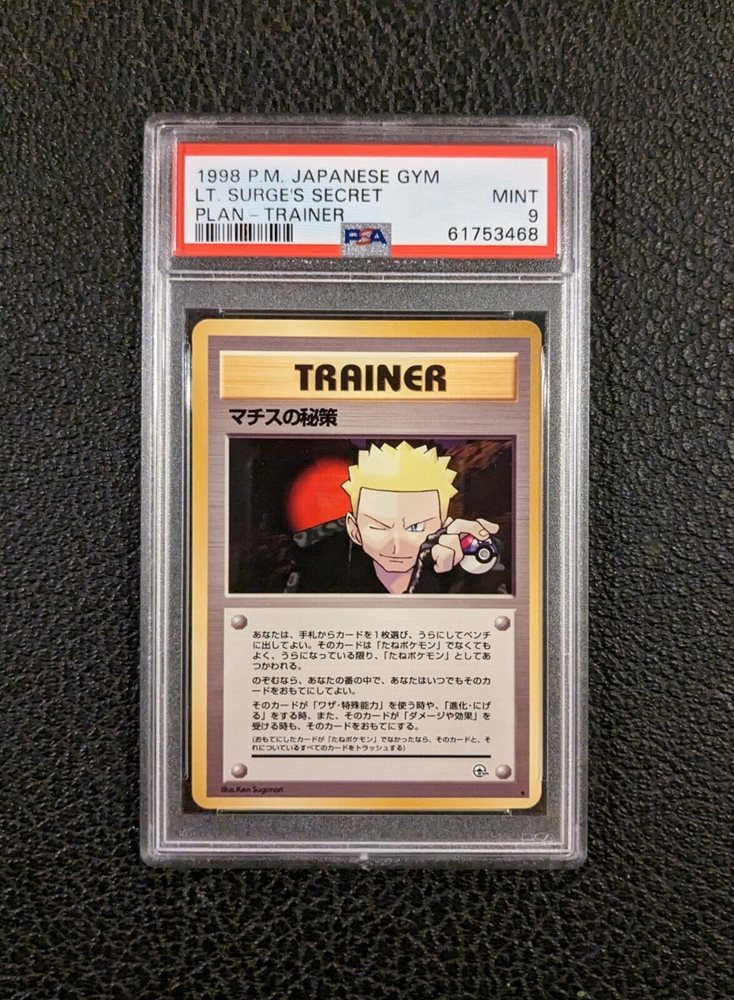 1998 P.M. JAPANESE GYM
LT. SURGE'S SECRET MINT
PLAN – TRAINER 9
PSA 61753468
TRAINER
マチスの秘策
あなたは、手札からカードを1枚選び、うらにしてベンチ
に出してよい。そのカードは「たねポケモン」でなくても
よく、うらになっている限り、「たねポケモン」としてあ
つかわれる。
のぞむなら、あなたの番の中で、あなたはいつでもそのカ
ードをおもてにしてよい。
そのカードが「ワザ・特殊能力」を使う時や、「進化・にげ
る」をする時、また、そのカードが「ダメージや効果」を
受ける時も、そのカードをおもてにする。
(おもてにしたカードが「たねポケモン」でなかったなら、そのカードと、そ
れについているすべてのカードをトラッシュする)
Illus. Ken Sugimori
PSA